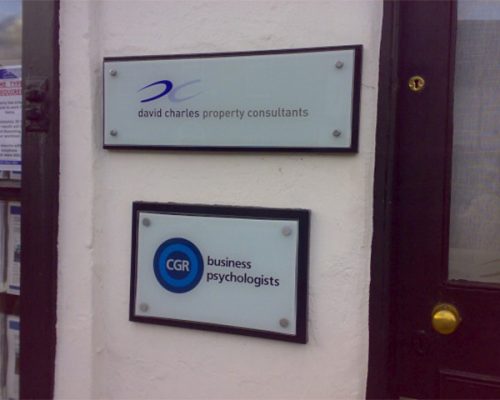 david charles property consultants
CGR
business
psychologists